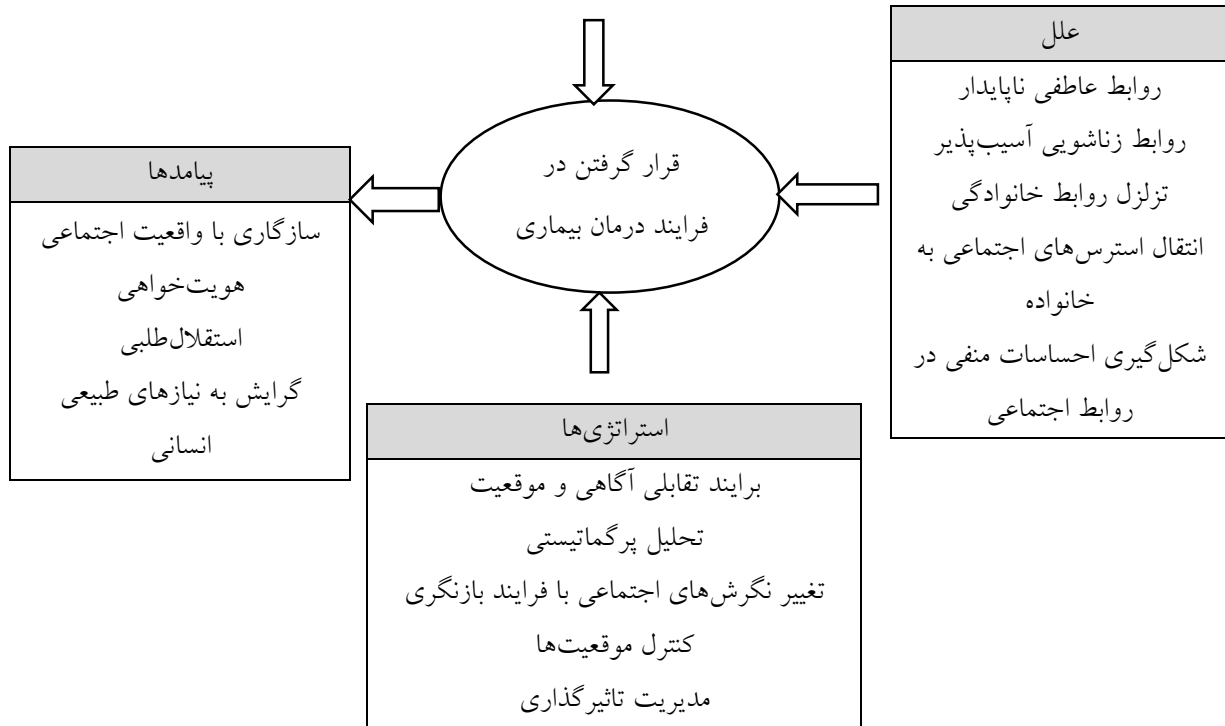 علل
روابط عاطفی ناپایدار
روابط زناشویی آسیب‌پذیر
تزلزل روابط خانوادگی
انتقال استرس‌های اجتماعی به
خانواده
شکل‌گیری احساسات منفی در
روابط اجتماعی
قرار گرفتن در
فرایند درمان بیماری
پیامدها
سازگاری با واقعیت اجتماعی
هویت‌خواهی
استقلال‌طلبی
گرایش به نیازهای طبیعی
انسانی
استراتژی‌ها
برایند تقابلی آگاهی و موقعیت
تحلیل پرگماتیستی
تغییر نگرش‌های اجتماعی با فرایند بازنگری
کنترل موقعیت‌ها
مدیریت تاثیرگذاری